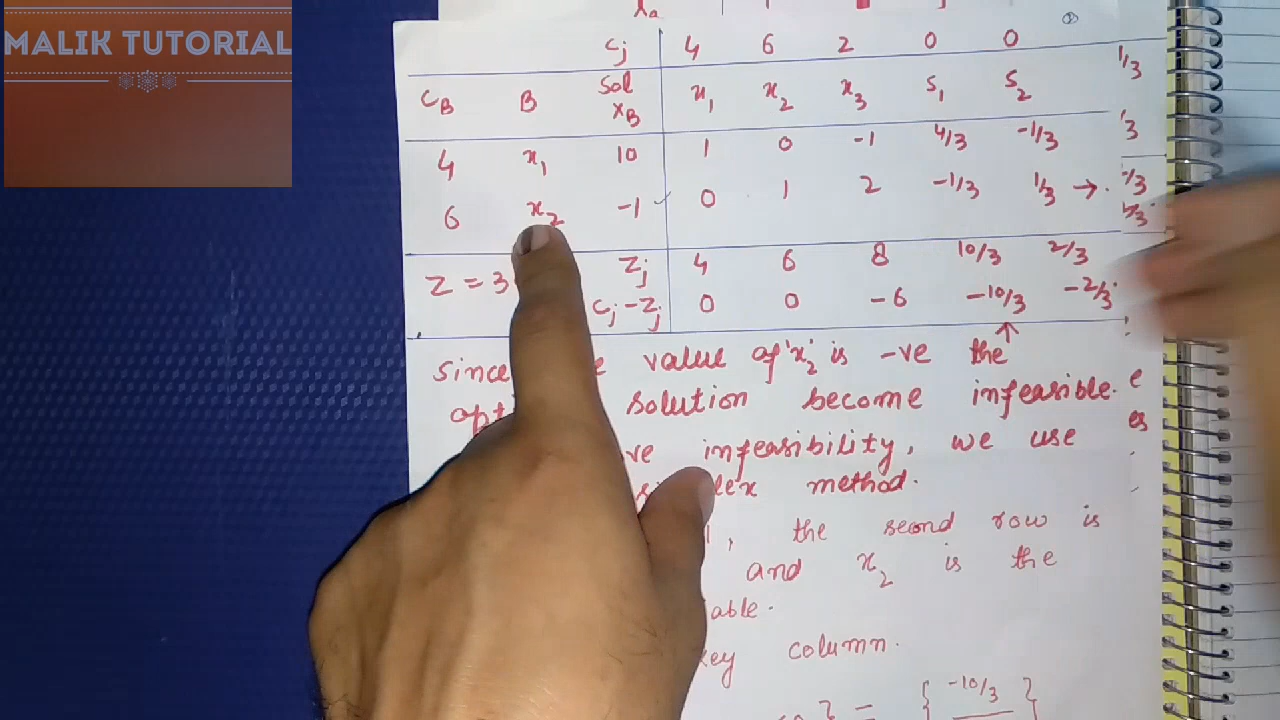 MALIK TUTORIAL
Cj 4 6 2 0 0
CB B Sol XB x1 x2 x3 S1 S2
4 x1 10 1 0 -1 4/3 -1/3
6 x2 -1 0 1 2 -1/3 1/3 →
Z = 3 Zj 4 6 8 10/3 2/3
Cj-Zj 0 0 -6 -10/3 -2/3
↑
Since value of 'x2' is -ve the
solution become infeasible.
infeasibility, we use
method.
, the second row is
and x2 is the
key column.
= { -10/3 }